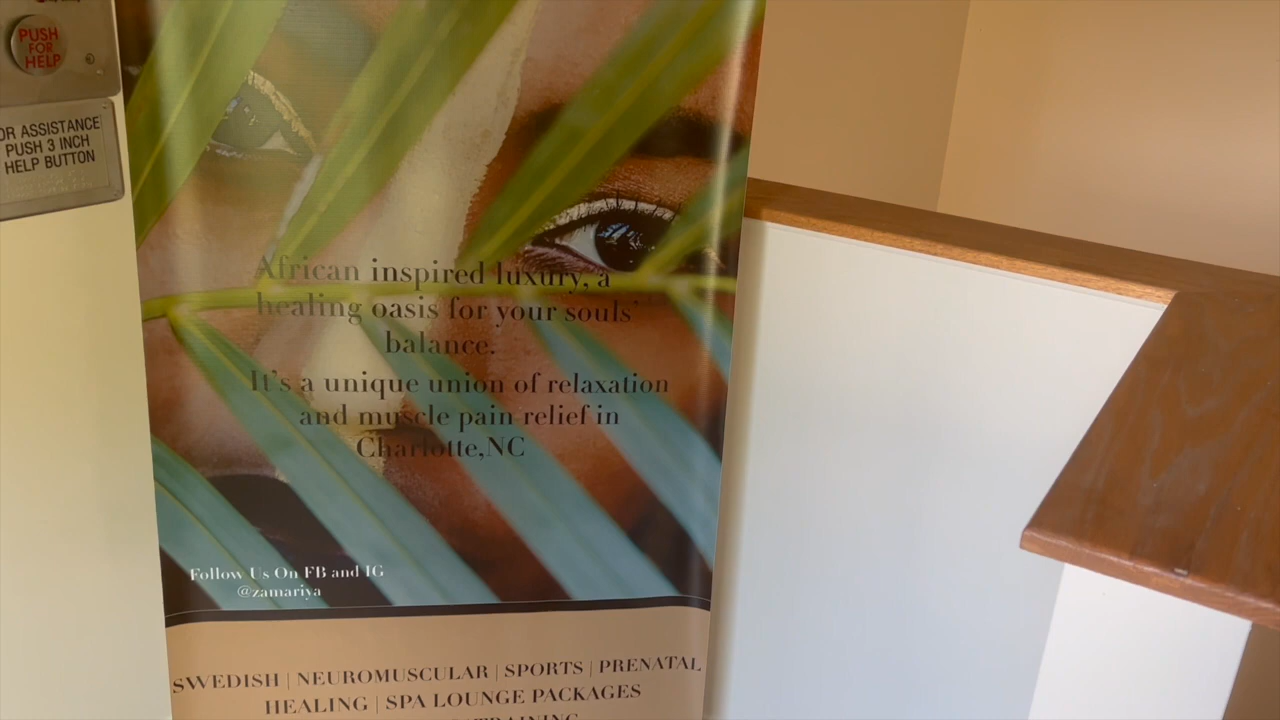 PUSH
FOR
HELP
OR ASSISTANCE
PUSH 3 INCH
HELP BUTTON
African inspired luxury, a
healing oasis for your souls'
balance.
It's a unique union of relaxation
and muscle pain relief in
Charlotte,NC
Follow Us On FB and IG
@zamariya
SWEDISH | NEUROMUSCULAR | SPORTS | PRENATAL
HEALING | SPA LOUNGE PACKAGES
TRAINING